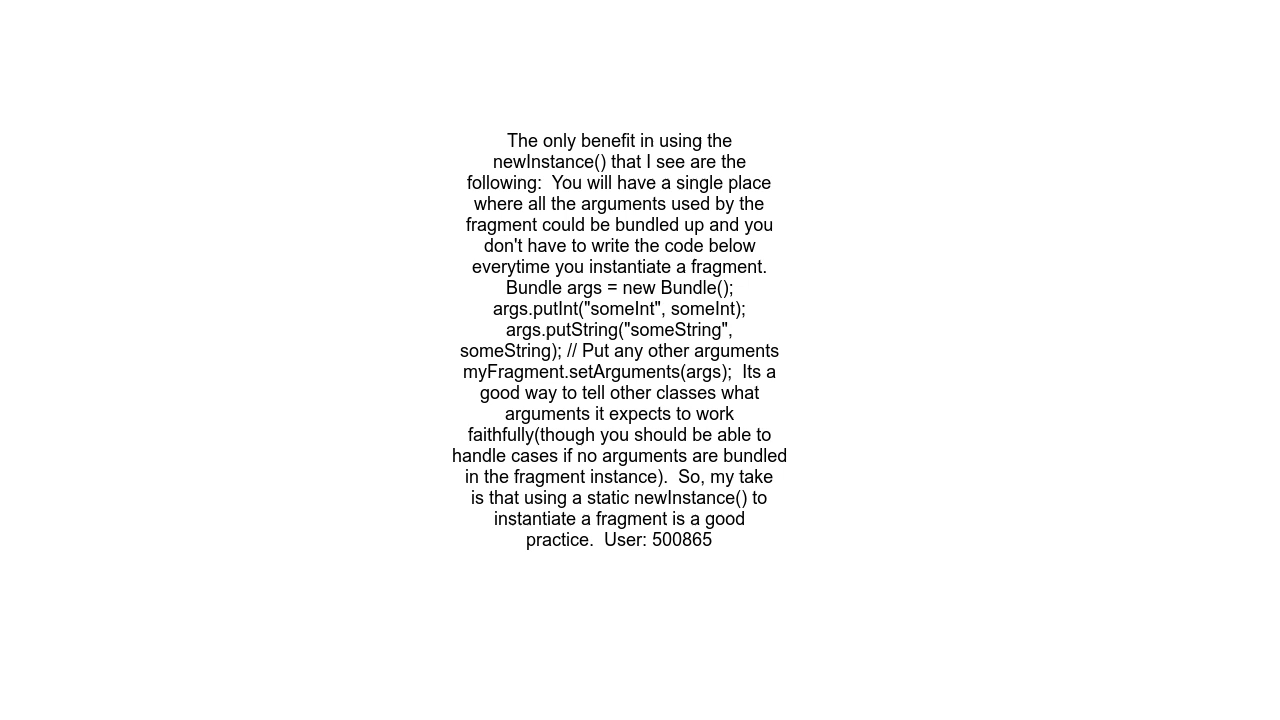 The only benefit in using the
newInstance() that I see are the
following:  You will have a single place
where all the arguments used by the
fragment could be bundled up and you
don't have to write the code below
everytime you instantiate a fragment.
Bundle args = new Bundle();
args.putInt("someInt", someInt);
args.putString("someString",
someString); // Put any other arguments
myFragment.setArguments(args);  Its a
good way to tell other classes what
arguments it expects to work
faithfully(though you should be able to
handle cases if no arguments are bundled
in the fragment instance).  So, my take
is that using a static newInstance() to
instantiate a fragment is a good
practice.  User: 500865